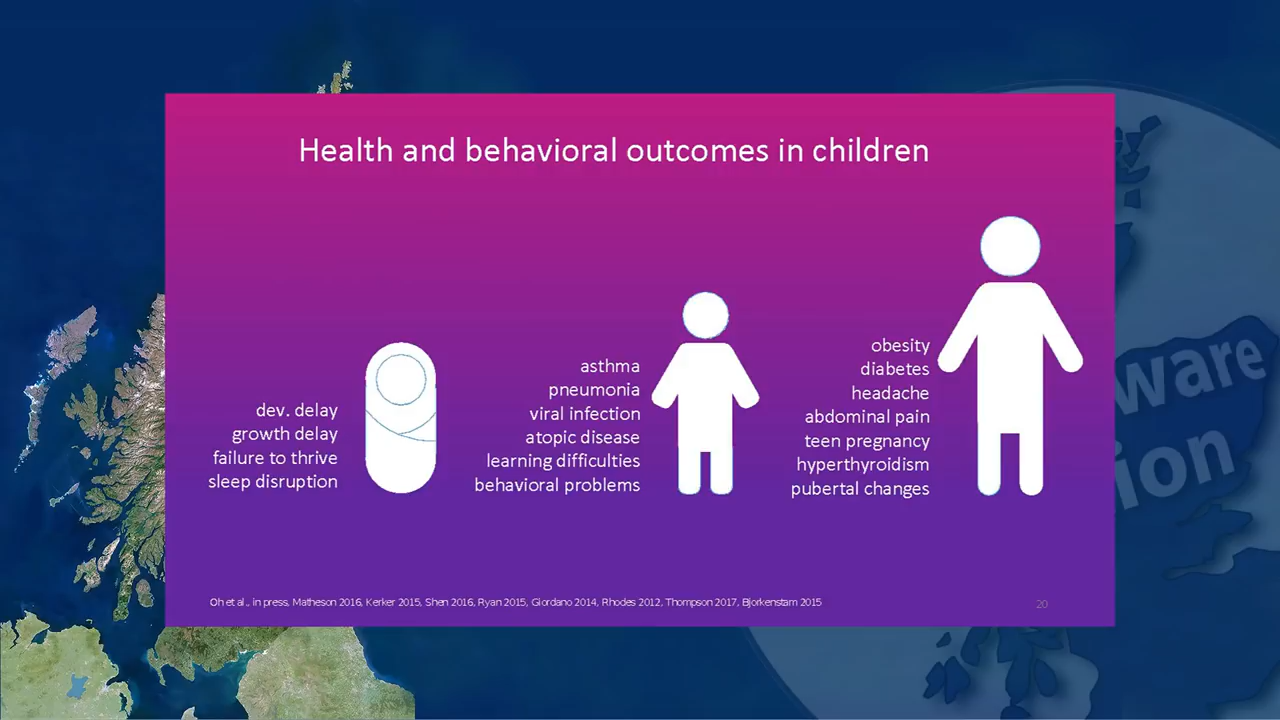 Health and behavioral outcomes in children
dev. delay
growth delay
failure to thrive
sleep disruption
asthma
pneumonia
viral infection
atopic disease
learning difficulties
behavioral problems
obesity
diabetes
headache
abdominal pain
teen pregnancy
hyperthyroidism
pubertal changes
ware
ion
Oh et al., in press, Matheson 2016, Kerker 2015, Shen 2016, Ryan 2015, Giordano 2014, Rhodes 2012, Thompson 2017, Bjorkenstam 2015
20